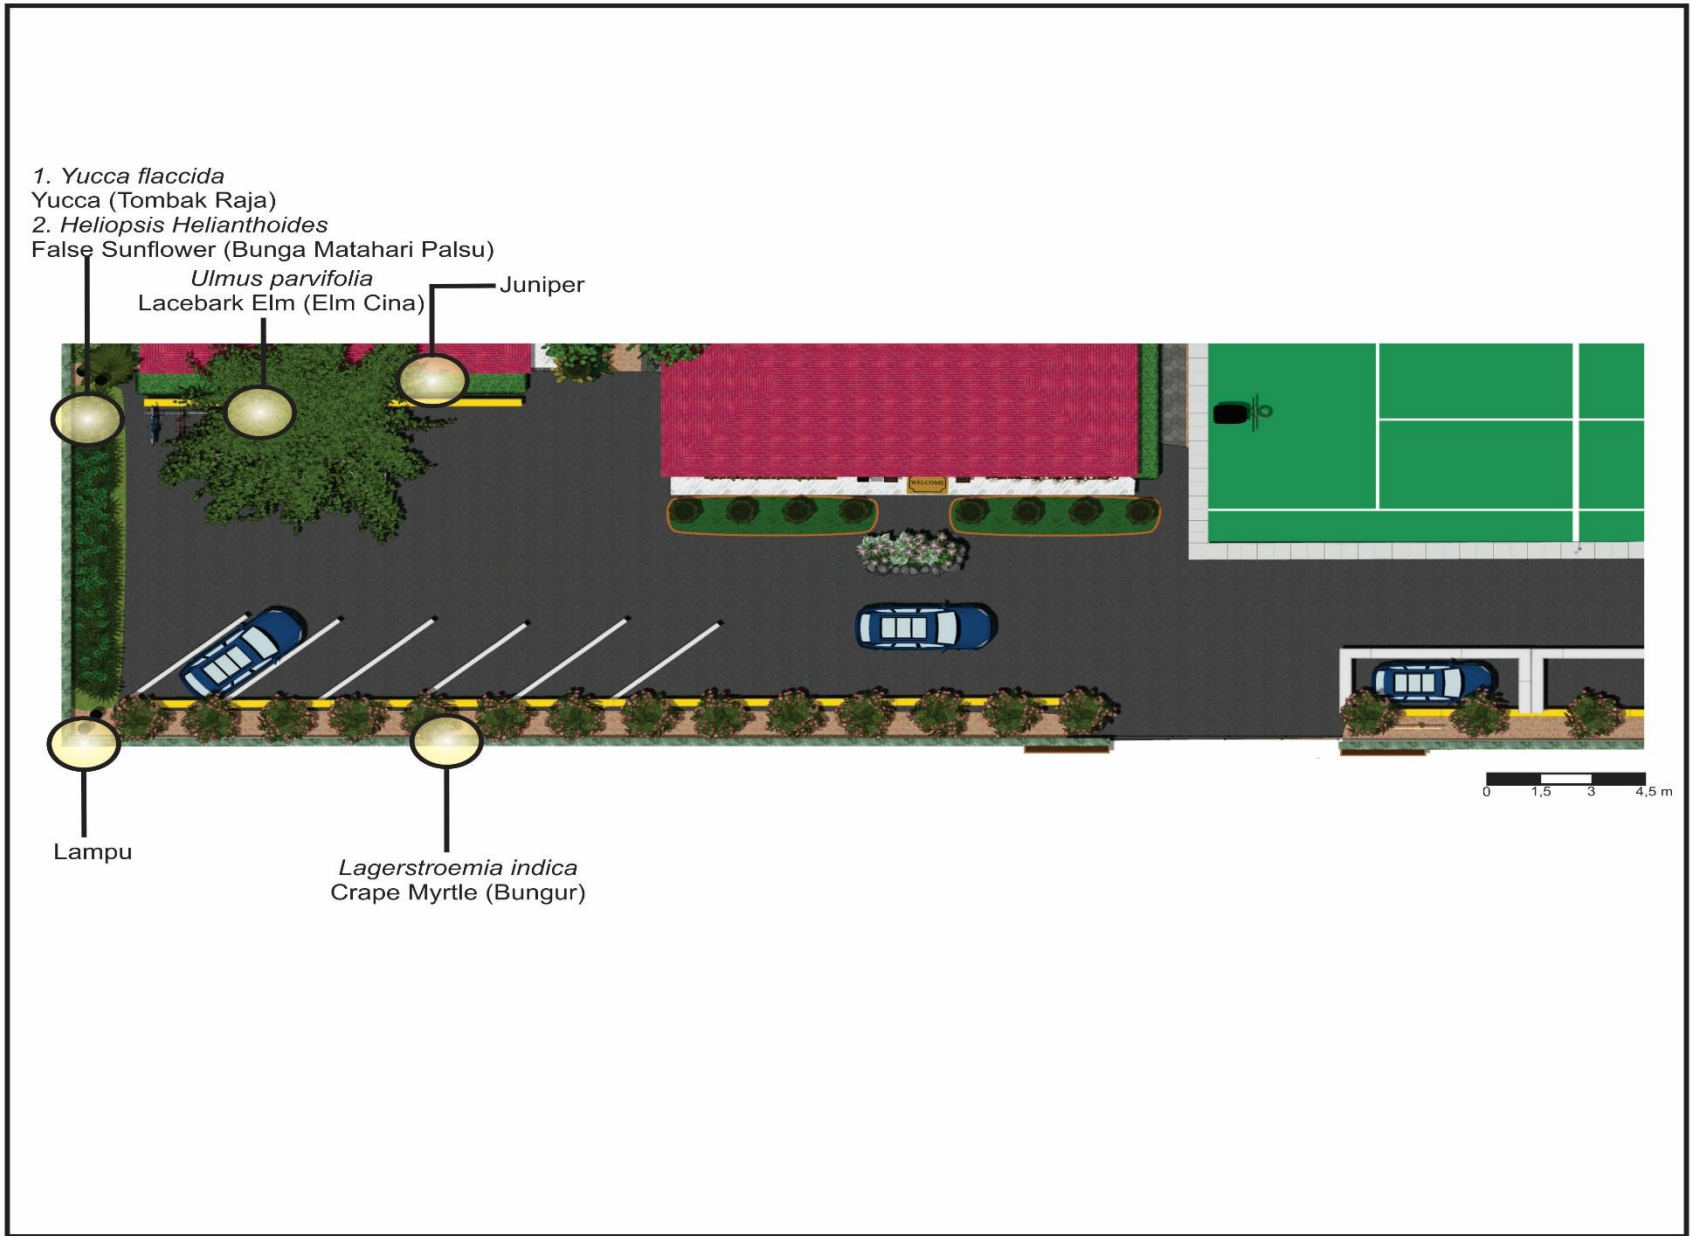 1. Yucca flaccida
Yucca (Tombak Raja)
2. Heliopsis Helianthoides
False Sunflower (Bunga Matahari Palsu)
Ulmus parvifolia
Lacebark Elm (Elm Cina)
Juniper
WELCOME
0 1,5 3 4,5 m
Lampu
Lagerstroemia indica
Crape Myrtle (Bungur)